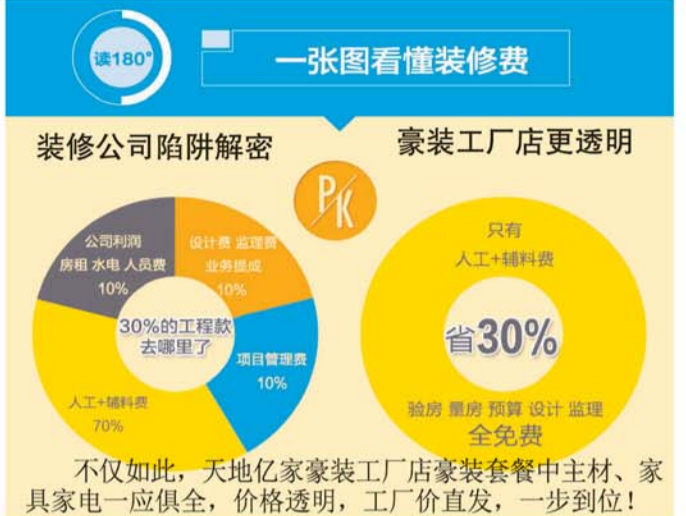 读180°
一张图看懂装修费
装修公司陷阱解密
豪装工厂店更透明
PK
公司利润
房租 水电 人员费
10%
设计费 监理费
业务提成
10%
30%的工程款
去哪里了
项目管理费
10%
人工+辅料费
70%
只有
人工+辅料费
省30%
验房 量房 预算 设计 监理
全免费
不仅如此，天地亿家豪装工厂店豪装套餐中主材、家
具家电一应俱全，价格透明，工厂价直发，一步到位！